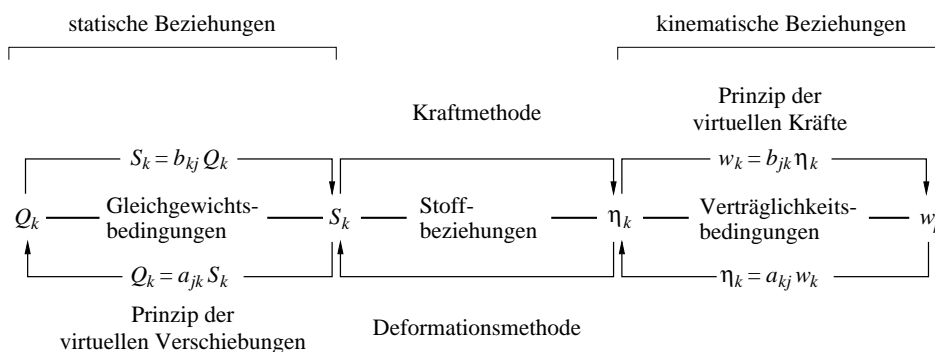 statische Beziehungen
kinematische Beziehungen
Kraftmethode
Prinzip der
virtuellen Kräfte
S_k = b_kj Q_k
w_k = b_jk η_k
Q_k
Gleichgewichts-
bedingungen
S_k
Stoff-
beziehungen
η_k
Verträglichkeits-
bedingungen
w_k
Q_k = a_jk S_k
η_k = a_kj w_k
Prinzip der
virtuellen Verschiebungen
Deformationsmethode